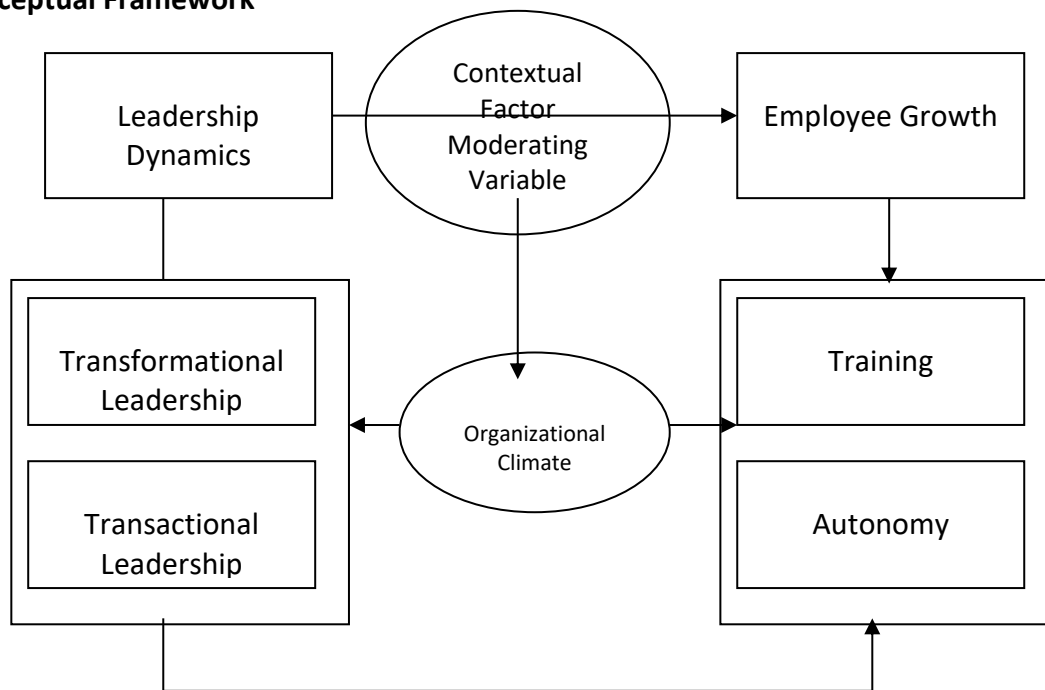 ceptual Framework
Leadership
Dynamics
Contextual
Factor
Moderating
Variable
Employee Growth
Transformational
Leadership
Transactional
Leadership
Organizational
Climate
Training
Autonomy